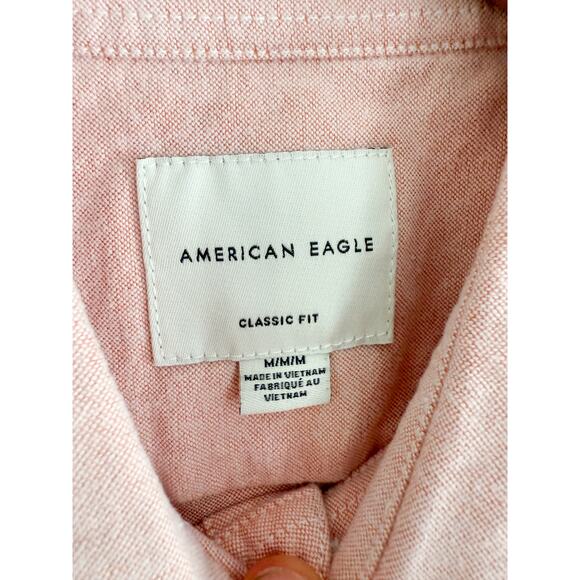 AMERICAN EAGLE
CLASSIC FIT
M/M/M
MADE IN VIETNAM
FABRIQUÉ AU
VIETNAM